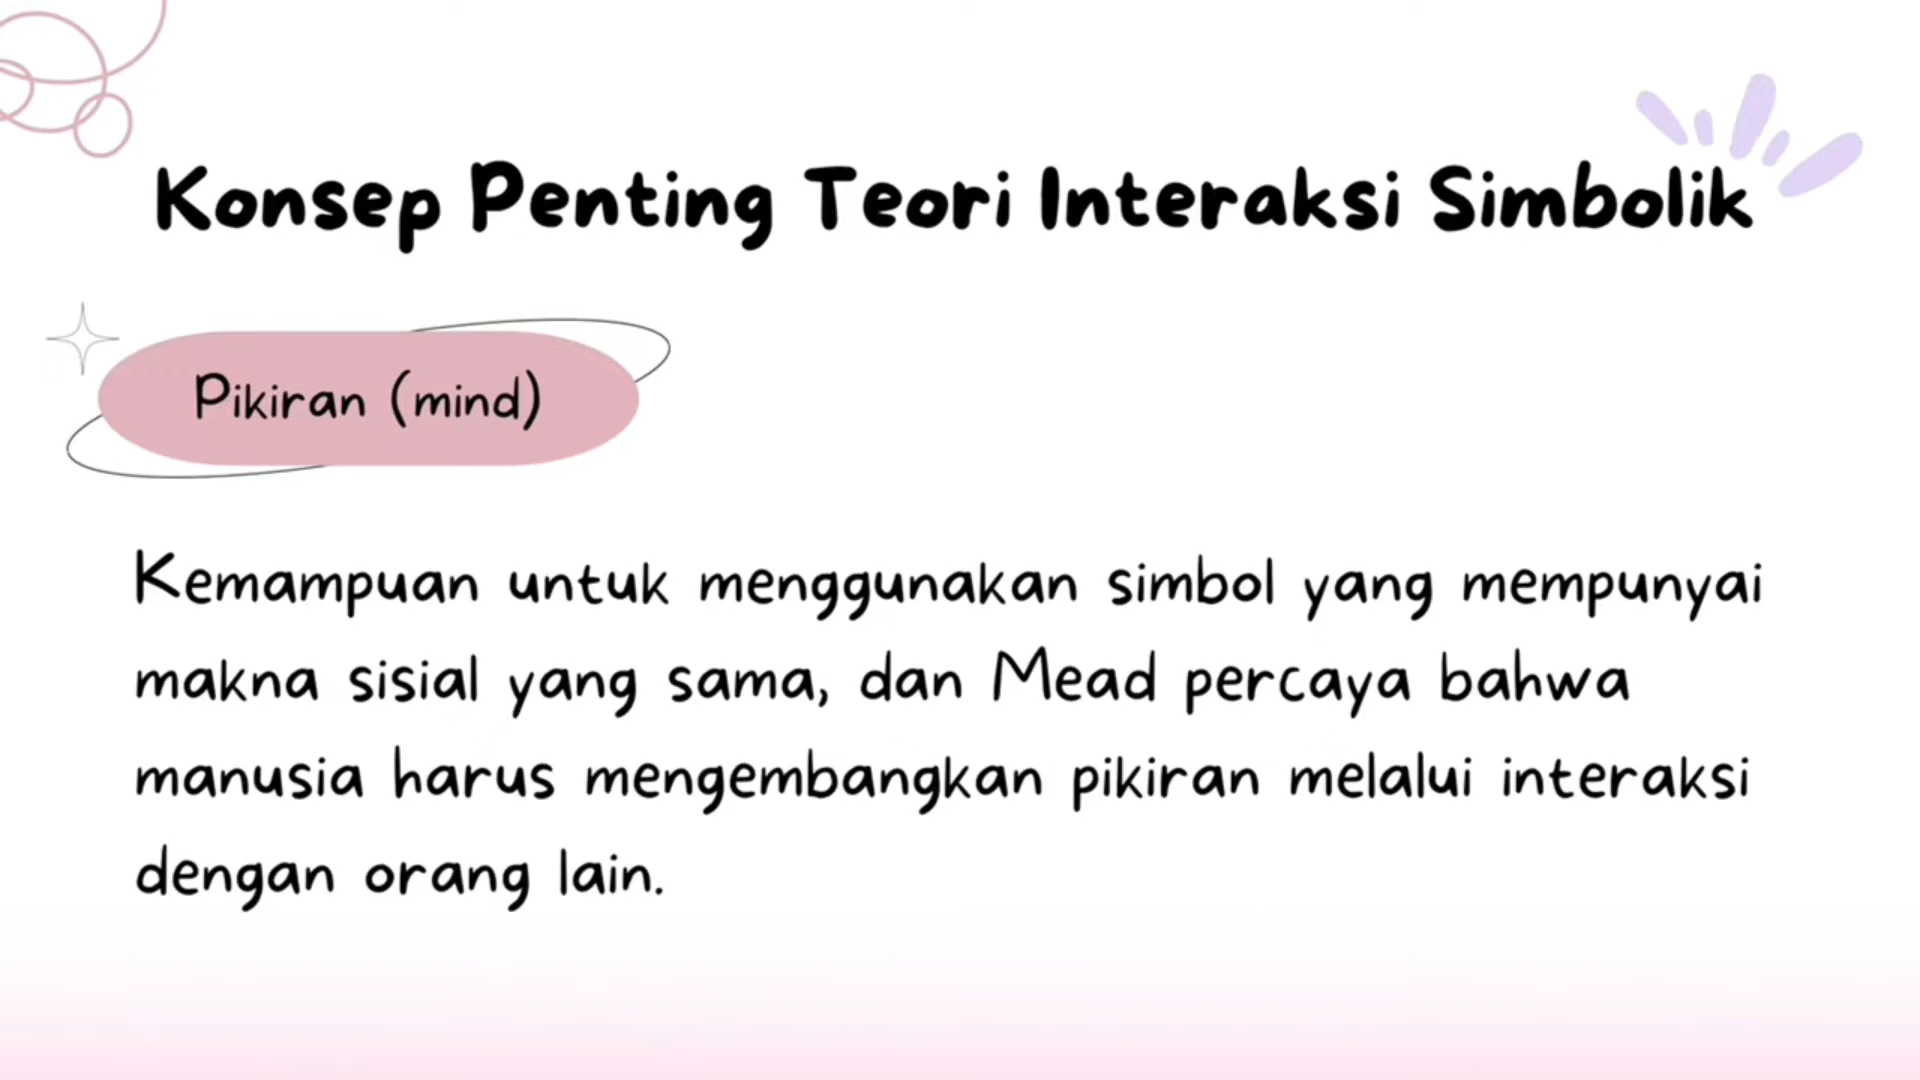 Konsep Penting Teori Interaksi Simbolik
Pikiran (mind)
Kemampuan untuk menggunakan simbol yang mempunyai
makna sisial yang sama, dan Mead percaya bahwa
manusia harus mengembangkan pikiran melalui interaksi
dengan orang lain.